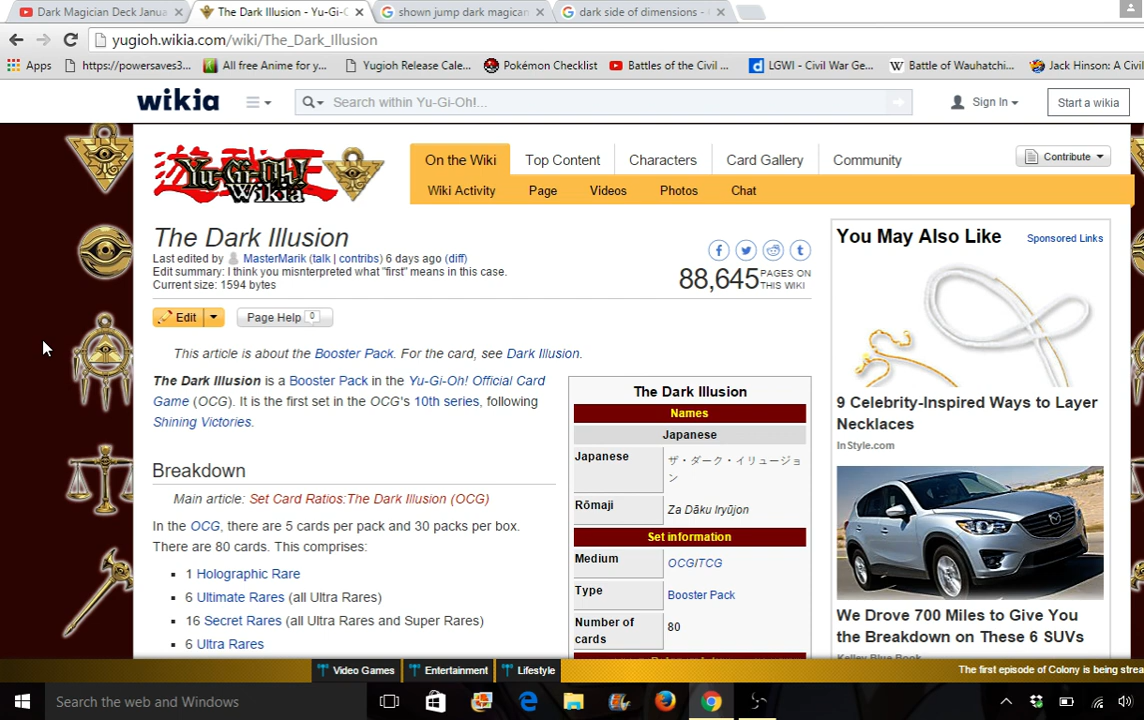 Dark Magician Deck Janua
The Dark Illusion - Yu-Gi-O
shown jump dark magican
dark side of dimensions -
yugioh.wikia.com/wiki/The_Dark_Illusion
Apps
https://powersaves3...
All free Anime for y...
Yugioh Release Cale...
Pokémon Checklist
Battles of the Civil ...
LGWI - Civil War Ge...
Battle of Wauhatchi...
Jack Hinson: A Civil
wikia
Search within Yu-Gi-Oh!...
Sign In
Start a wikia
遊☆戯☆王
Yu-Gi-Oh!
Wikia
On the Wiki
Top Content
Characters
Card Gallery
Community
Contribute
Wiki Activity
Page
Videos
Photos
Chat
The Dark Illusion
Last edited by MasterMarik (talk | contribs) 6 days ago (diff)
Edit summary: I think you misnterpreted what "first" means in this case.
Current size: 1594 bytes
88,645 PAGES ON
THIS WIKI
Edit
Page Help 0
This article is about the Booster Pack. For the card, see Dark Illusion.
The Dark Illusion is a Booster Pack in the Yu-Gi-Oh! Official Card
Game (OCG). It is the first set in the OCG's 10th series, following
Shining Victories.
Breakdown
Main article: Set Card Ratios:The Dark Illusion (OCG)
In the OCG, there are 5 cards per pack and 30 packs per box.
There are 80 cards. This comprises:
1 Holographic Rare
6 Ultimate Rares (all Ultra Rares)
16 Secret Rares (all Ultra Rares and Super Rares)
6 Ultra Rares
The Dark Illusion
Names
Japanese
Japanese
ザ・ダーク・イリュージョ
ン
Rōmaji
Za Dāku Iryūjon
Set information
Medium
OCG/TCG
Type
Booster Pack
Number of
cards
80
You May Also Like
Sponsored Links
9 Celebrity-Inspired Ways to Layer
Necklaces
InStyle.com
We Drove 700 Miles to Give You
the Breakdown on These 6 SUVs
Kelley Blue Book
Video Games
Entertainment
Lifestyle
The first episode of Colony is being strea
Search the web and Windows